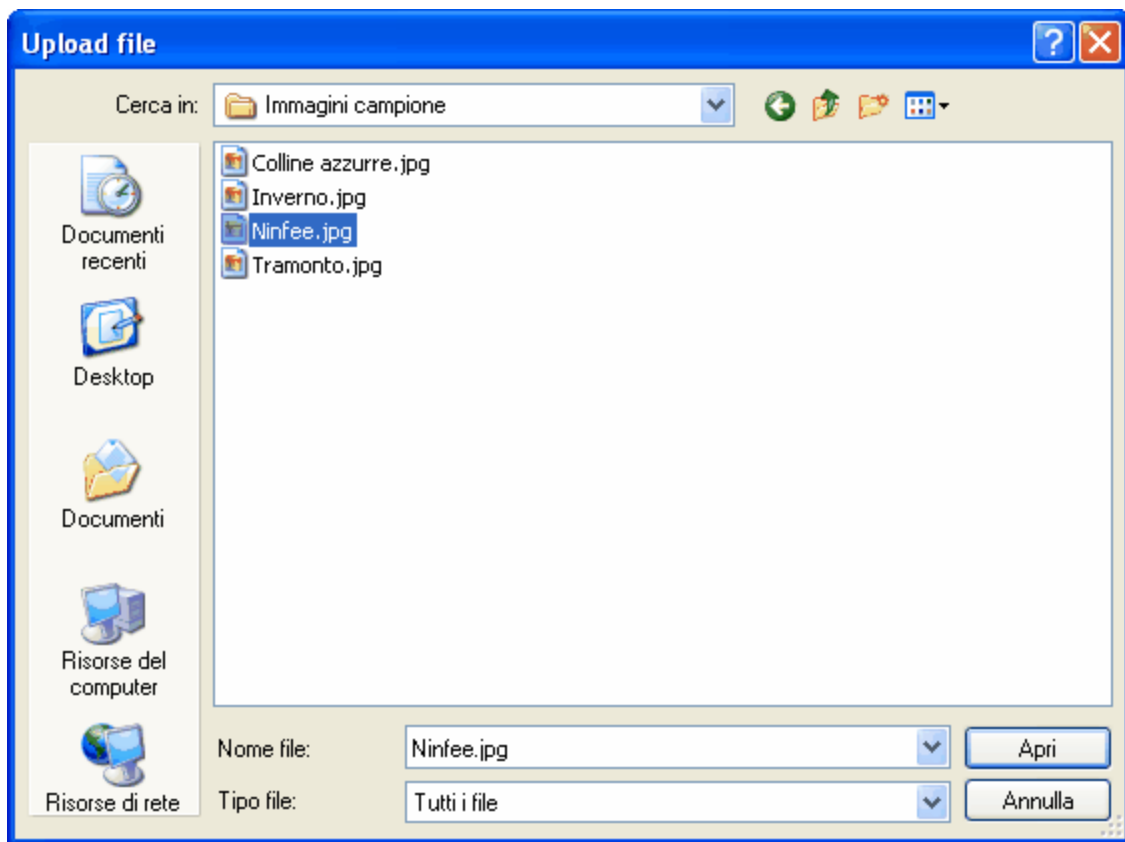 Upload file
Cerca in: Immagini campione
Colline azzurre.jpg
Inverno.jpg
Ninfee.jpg
Tramonto.jpg
Documenti
recenti
Desktop
Documenti
Risorse del
computer
Risorse di rete
Nome file: Ninfee.jpg Apri
Tipo file: Tutti i file Annulla